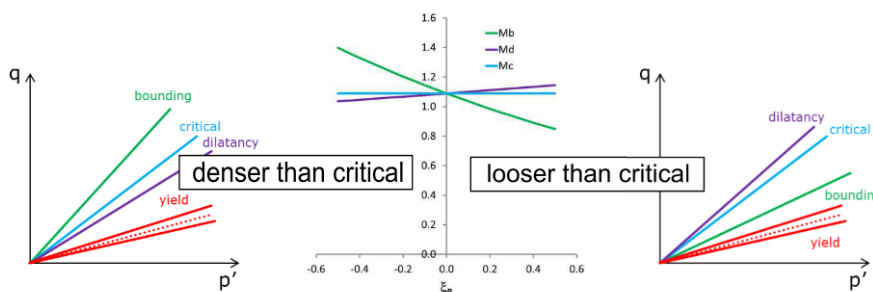 q
bounding
critical
dilatancy
yield
p'
denser than critical
1.6
1.4
1.2
1.0
0.8
0.6
0.4
0.2
0.0
Mb
Md
Mc
-0.6
-0.4
-0.2
0.0
0.2
0.4
0.6
looser than critical
q
dilatancy
critical
bounding
yield
p'